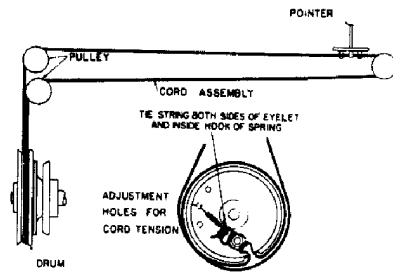 POINTER
PULLEY
CORD ASSEMBLY
TIE STRING BOTH SIDES OF EYELET
AND INSIDE HOOK OF SPRING
ADJUSTMENT
HOLES FOR
CORD TENSION
DRUM